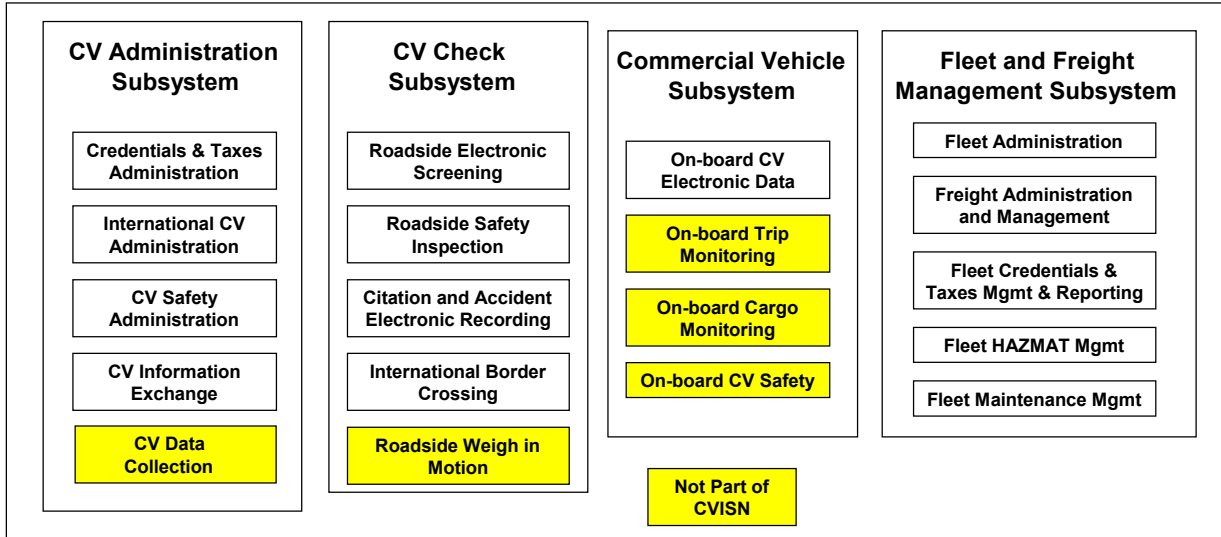 CV Administration
Subsystem
Credentials & Taxes
Administration
International CV
Administration
CV Safety
Administration
CV Information
Exchange
CV Data
Collection
CV Check
Subsystem
Roadside Electronic
Screening
Roadside Safety
Inspection
Citation and Accident
Electronic Recording
International Border
Crossing
Roadside Weigh in
Motion
Commercial Vehicle
Subsystem
On-board CV
Electronic Data
On-board Trip
Monitoring
On-board Cargo
Monitoring
On-board CV Safety
Not Part of
CVISN
Fleet and Freight
Management Subsystem
Fleet Administration
Freight Administration
and Management
Fleet Credentials &
Taxes Mgmt & Reporting
Fleet HAZMAT Mgmt
Fleet Maintenance Mgmt